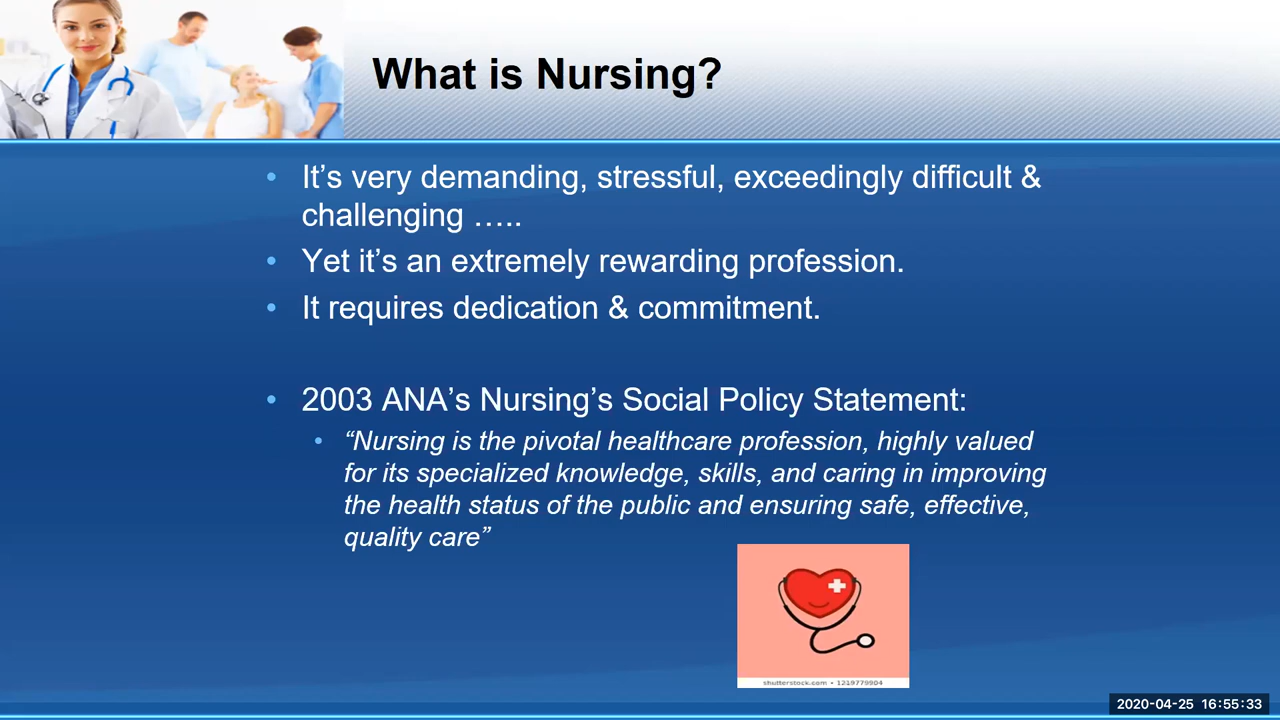 What is Nursing?
• It’s very demanding, stressful, exceedingly difficult &
challenging …..
• Yet it’s an extremely rewarding profession.
• It requires dedication & commitment.
• 2003 ANA’s Nursing’s Social Policy Statement:
• “Nursing is the pivotal healthcare profession, highly valued
for its specialized knowledge, skills, and caring in improving
the health status of the public and ensuring safe, effective,
quality care”
shutterstock.com • 1219779904
2020-04-25 16:55:33